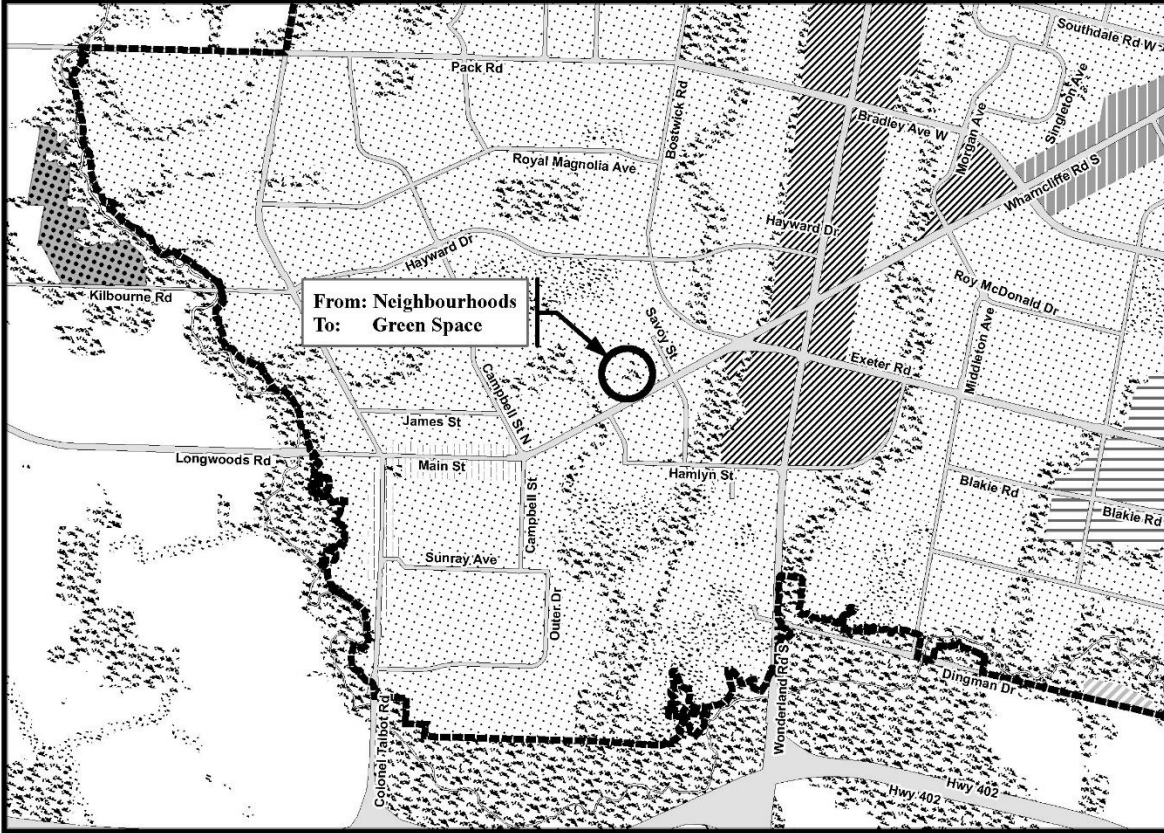 Southdale Rd W
Pack Rd
Bostwick Rd
Bradley Ave W
Morgan Ave
Singleton Ave
Wharncliffe Rd S
Royal Magnolia Ave
Hayward Dr
Hayward Dr
Kilbourne Rd
From: Neighbourhoods
To: Green Space
Savoy St
Roy McDonald Dr
Middleton Ave
Exeter Rd
Campbell St N
James St
Longwoods Rd
Main St
Hamlyn St
Campbell St
Blakie Rd
Blakie Rd
Sunray Ave
Outer Dr
Wonderland Rd S
Dingman Dr
Colonel Talbot Rd
Hwy 402
Hwy 402